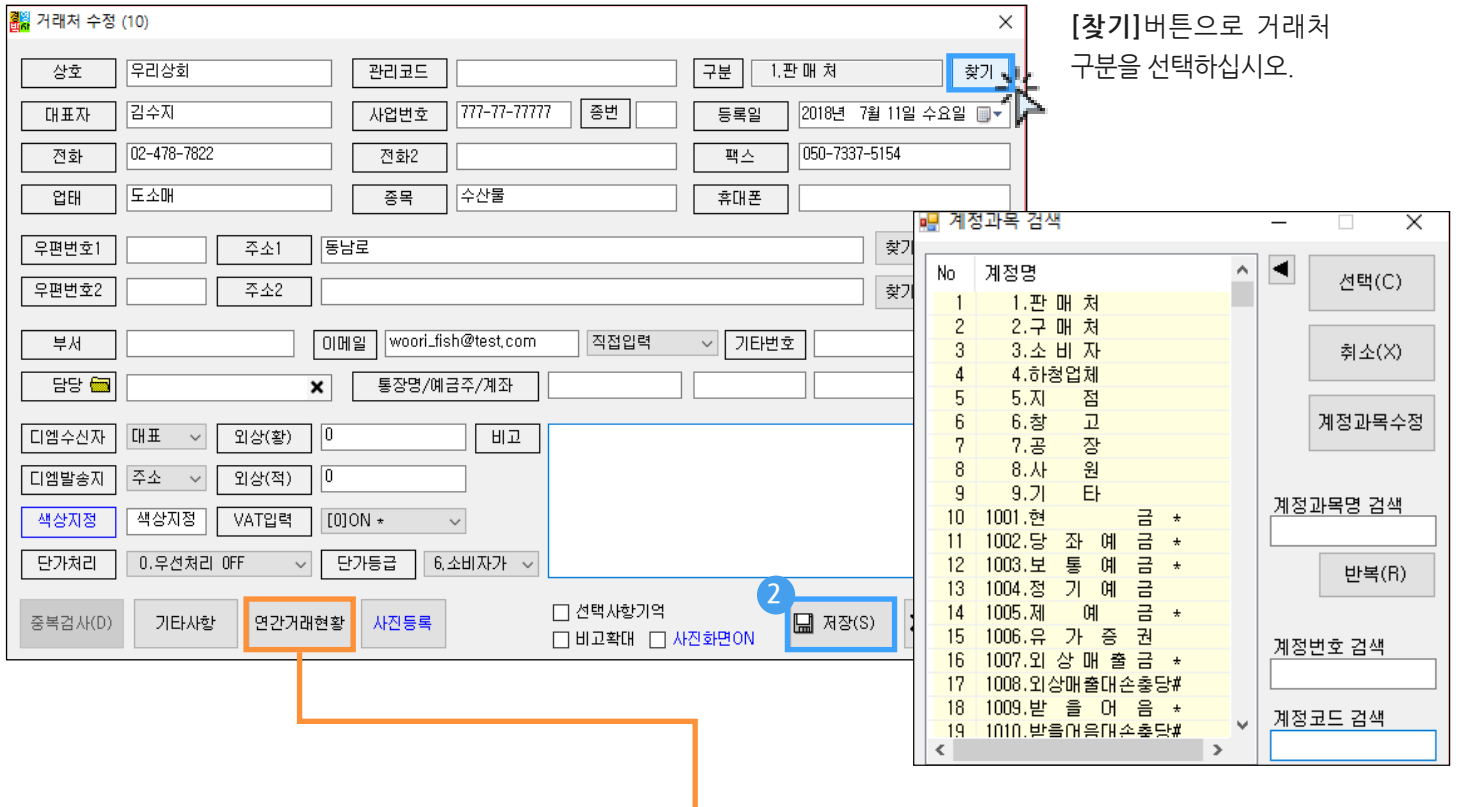 거래처 수정 (10)
상호 우리상회 관리코드 구분 1.판 매 처 찾기
대표자 김수지 사업번호 777-77-77777 종번 등록일 2018년 7월 11일 수요일
전화 02-478-7822 전화2 팩스 050-7337-5154
업태 도소매 종목 수산물 휴대폰
우편번호1 주소1 동남로 찾기
우편번호2 주소2 찾기
부서 이메일 woori_fish@test.com 직접입력 기타번호
담당 통장명/예금주/계좌
디엠수신자 대표 외상(황) 0 비고
디엠발송지 주소 외상(적) 0
색상지정 색상지정 VAT입력 [0]ON *
단가처리 0.우선처리 OFF 단가등급 6.소비자가
중복검사(D) 기타사항 연간거래현황 사진등록 선택사항기억 2 저장(S)
비고확대 사진화면ON
[찾기]버튼으로 거래처
구분을 선택하십시오.
계정과목 검색
No 계정명
1 1.판 매 처
2 2.구 매 처
3 3.소 비 자
4 4.하청업체
5 5.지 점
6 6.창 고
7 7.공 장
8 8.사 원
9 9.기 타
10 1001.현 금 *
11 1002.당 좌 예 금 *
12 1003.보 통 예 금 *
13 1004.정 기 예 금
14 1005.제 예 금 *
15 1006.유 가 증 권
16 1007.외 상 매 출 금 *
17 1008.외상매출대손충당#
18 1009.받 을 어 음 *
19 1010.받을어음대손충당#
선택(C)
취소(X)
계정과목수정
계정과목명 검색
반복(R)
계정번호 검색
계정코드 검색